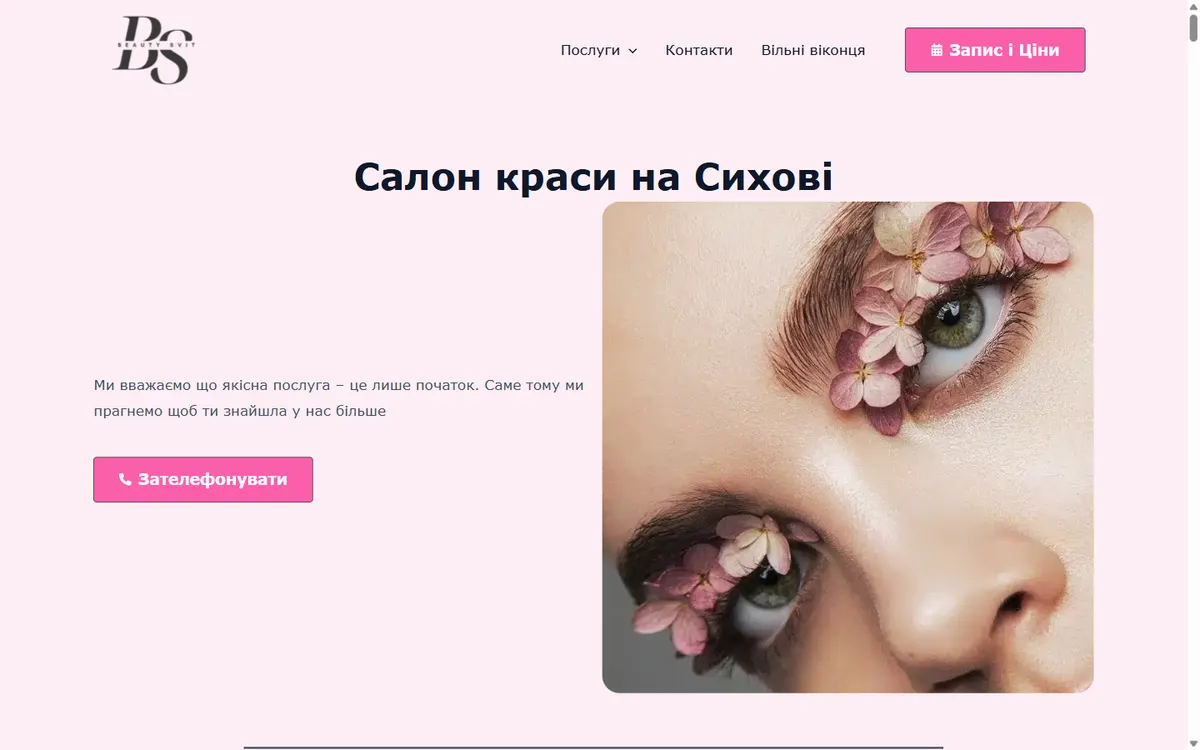 DS
BEAUTY SVIT
Послуги
Контакти
Вільні віконця
Запис і Ціни
Салон краси на Сихові
Ми вважаємо що якісна послуга – це лише початок. Саме тому ми
прагнемо щоб ти знайшла у нас більше
Зателефонувати